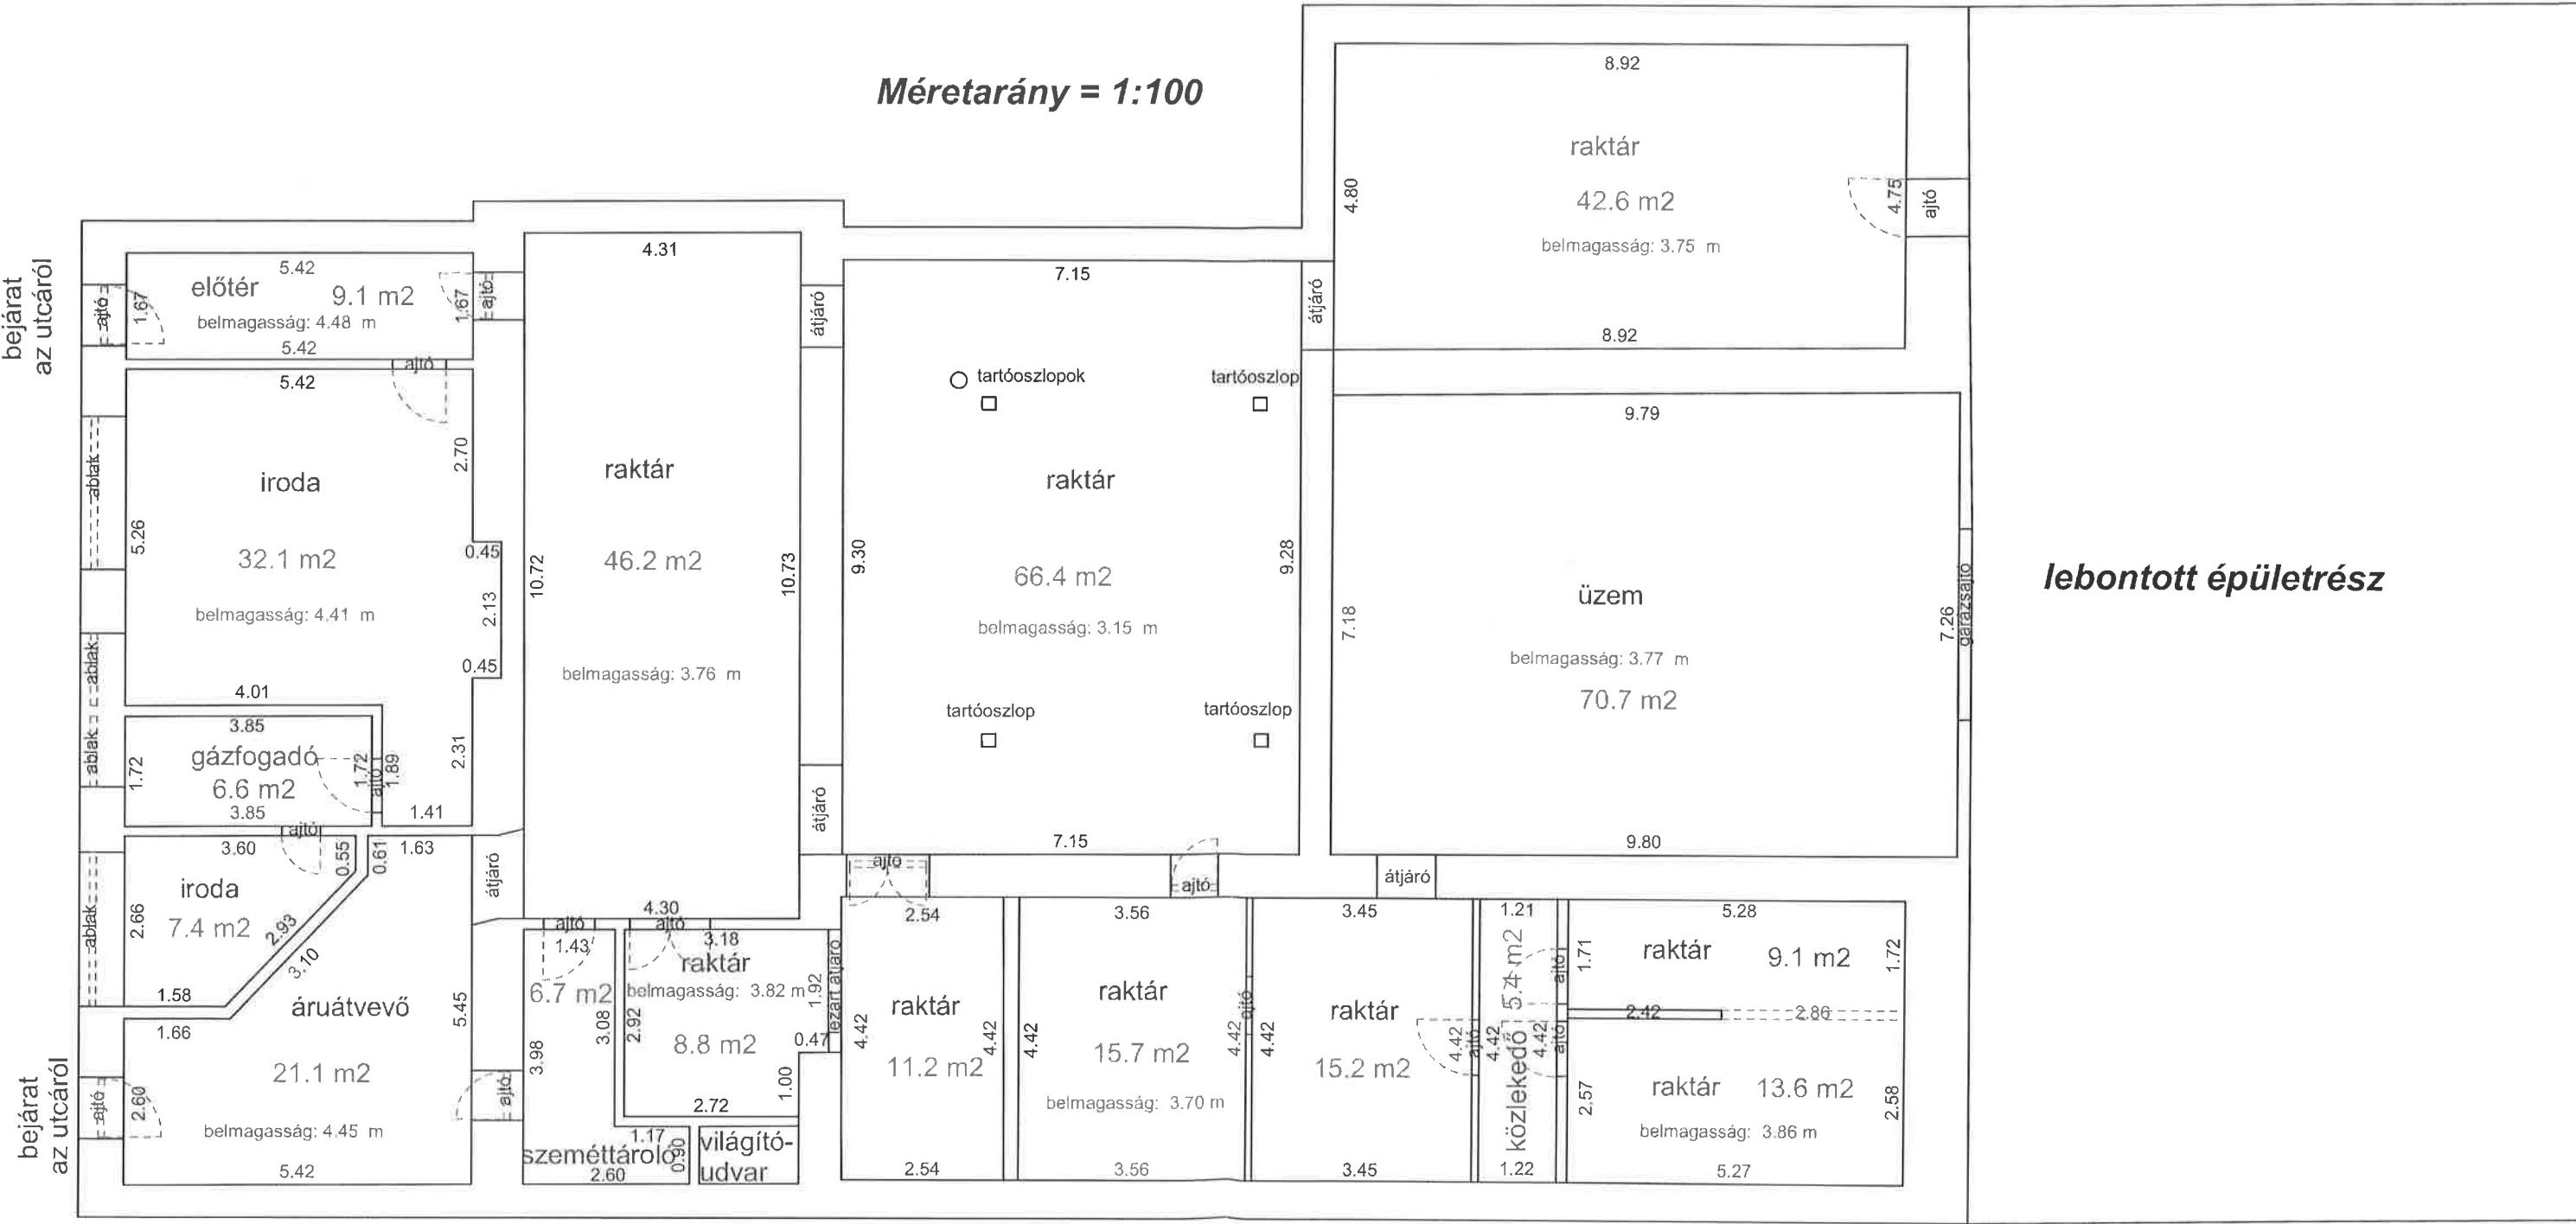 Méretarány = 1:100
bejárat
az utcáról
ajtó
1.67
5.42
előtér
9.1 m2
belmagasság: 4.48 m
5.42
1.67
ajtó
ajtó
5.42
ablak
iroda
32.1 m2
belmagasság: 4.41 m
5.26
2.70
0.45
2.13
0.45
2.31
4.01
1.89
1.41
ablak
ablak
3.85
gázfogadó
6.6 m2
3.85
1.72
1.72
ajtó
ajtó
3.60
0.55
iroda
7.4 m2
2.66
2.93
1.58
ablak
0.61
1.63
3.10
1.66
áruátvevő
21.1 m2
belmagasság: 4.45 m
5.45
2.60
5.42
ajtó
ajtó
átjáró
bejárat
az utcáról
4.31
raktár
46.2 m2
belmagasság: 3.76 m
10.72
10.73
4.30
átjáró
átjáró
ajtó
1.43
6.7 m2
3.98
3.08
1.17
0.90
szeméttároló
2.60
ajtó
3.18
raktár
belmagasság: 3.82 m
8.8 m2
2.92
1.92
0.47
1.00
2.72
lezárt átjáró
világító-
udvar
7.15
tartóoszlopok
tartóoszlop
raktár
66.4 m2
belmagasság: 3.15 m
9.30
9.28
tartóoszlop
tartóoszlop
7.15
átjáró
ajtó
ajtó
8.92
raktár
42.6 m2
belmagasság: 3.75 m
4.80
4.75
ajtó
8.92
9.79
üzem
belmagasság: 3.77 m
70.7 m2
7.18
7.26
garázsajtó
9.80
átjáró
lebontott épületrész
2.54
raktár
11.2 m2
4.42
4.42
2.54
3.56
raktár
15.7 m2
belmagasság: 3.70 m
4.42
4.42
ajtó
3.56
3.45
raktár
15.2 m2
4.42
4.42
ajtó
3.45
1.21
közlekedő 5.4 m2
4.42
4.42
1.22
ajtó
ajtó
5.28
raktár
9.1 m2
1.71
1.72
2.42
2.86
raktár
13.6 m2
belmagasság: 3.86 m
2.57
2.58
5.27